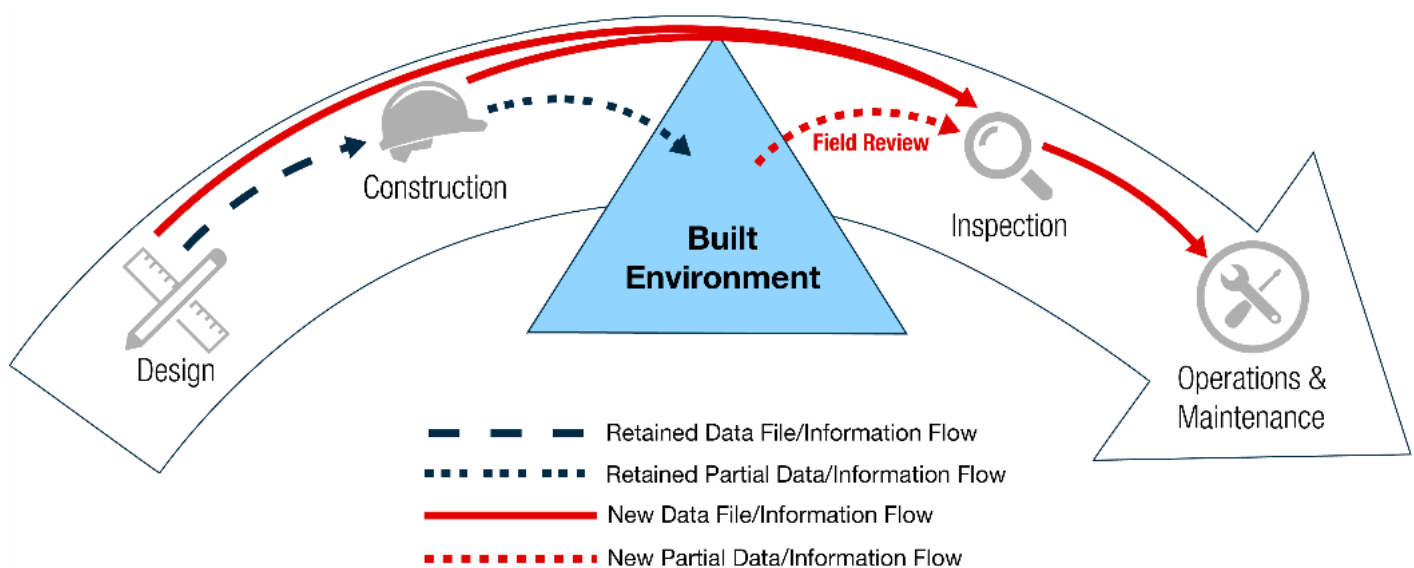 Construction
Field Review
Inspection
Built
Environment
Design
Operations &
Maintenance
Retained Data File/Information Flow
Retained Partial Data/Information Flow
New Data File/Information Flow
New Partial Data/Information Flow